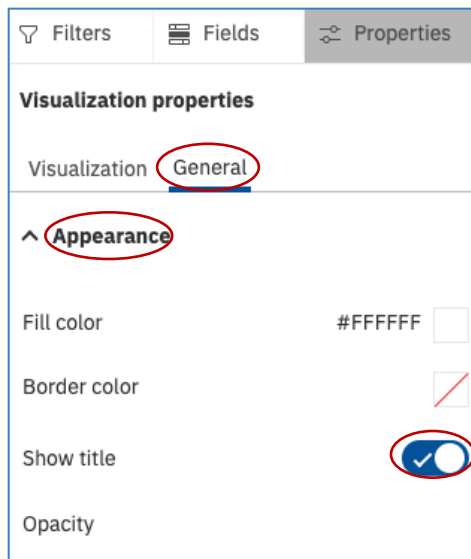 Filters Fields Properties
Visualization properties
Visualization General
Appearance
Fill color #FFFFFF
Border color
Show title
Opacity